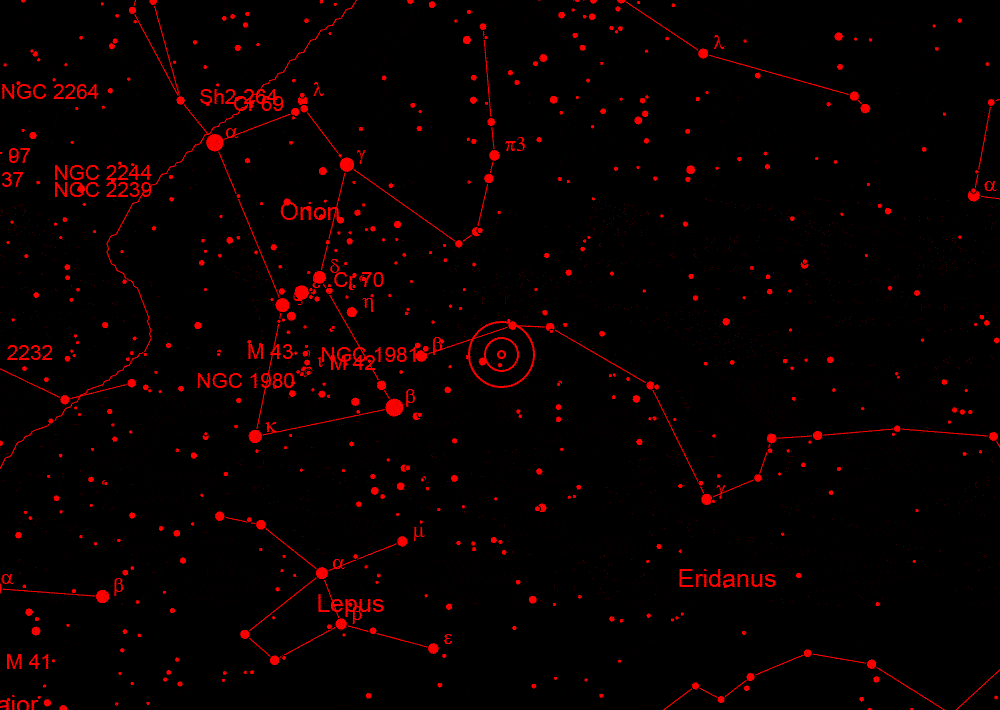 λ
λ
NGC 2264
Sh2-264
Cr 69
α
γ
π3
97
37
NGC 2244
NGC 2239
α
Orion
δ
Cr 70
η
2232
M 43
NGC 1981
β
M 42
ι
NGC 1980
β
κ
γ
μ
α
α
β
Eridanus
Lepus
β
ε
M 41
ajor